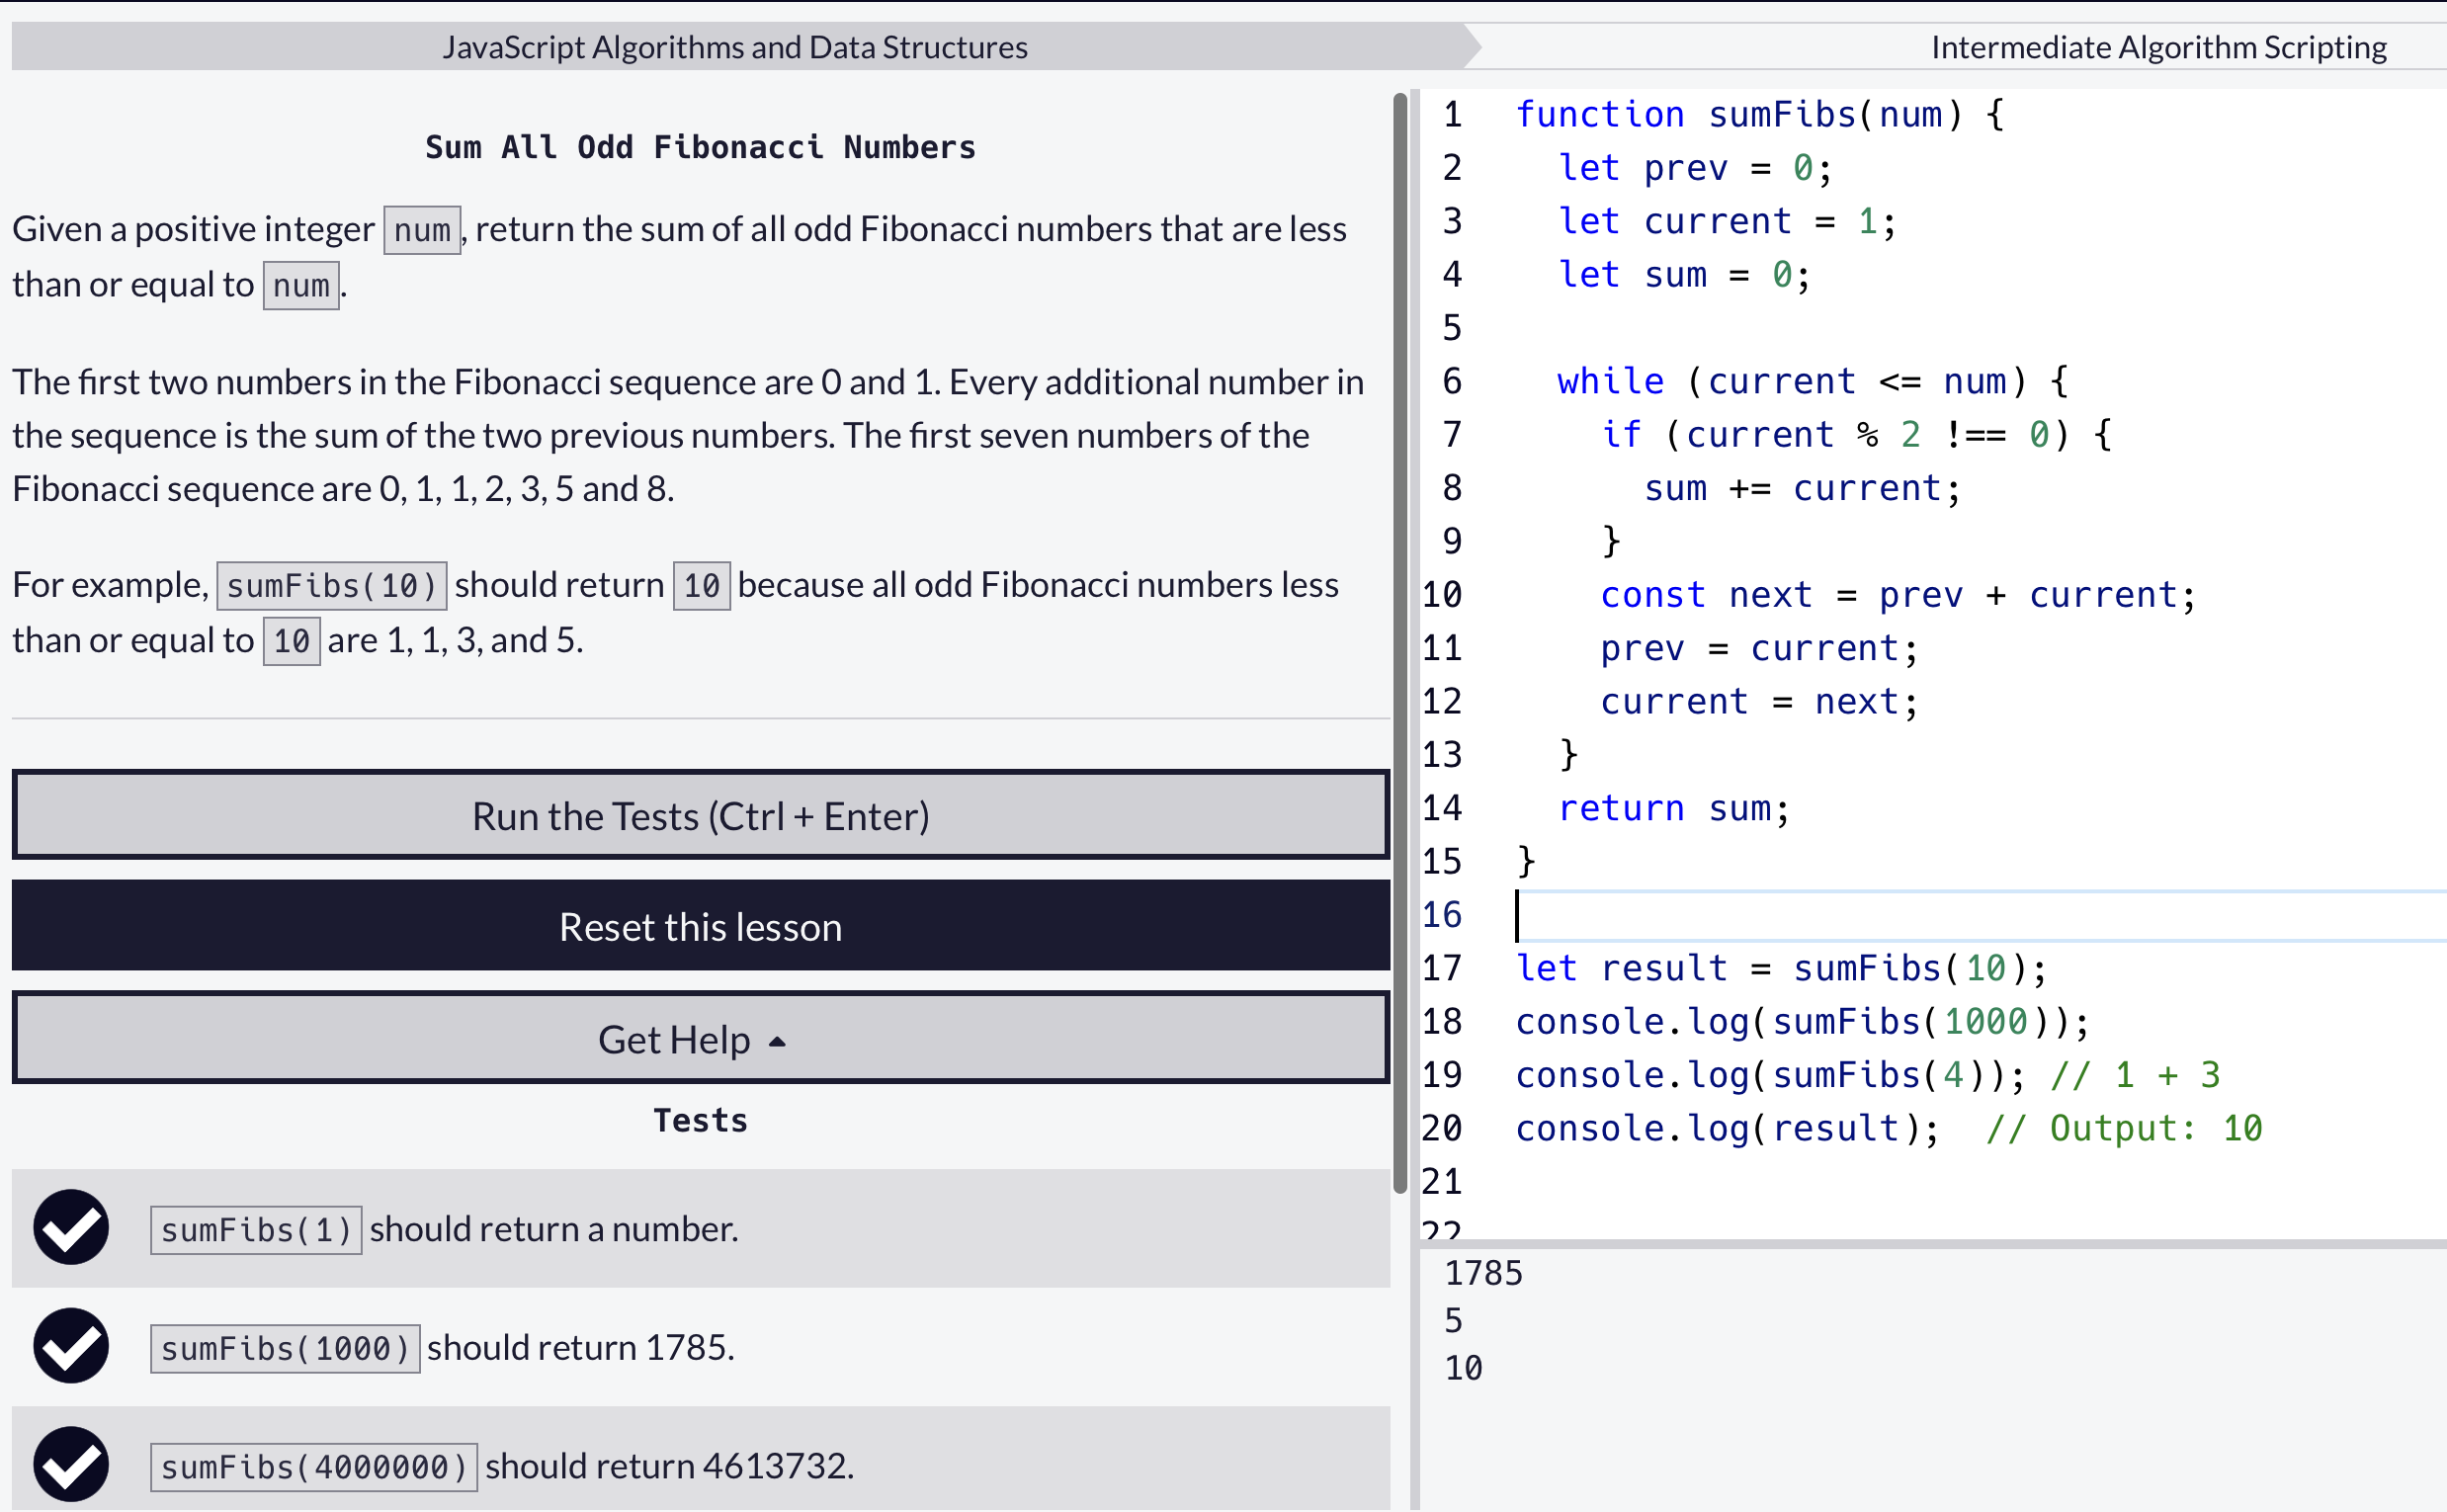 JavaScript Algorithms and Data Structures
Intermediate Algorithm Scripting
Sum All Odd Fibonacci Numbers
Given a positive integer num, return the sum of all odd Fibonacci numbers that are less
than or equal to num.
The first two numbers in the Fibonacci sequence are 0 and 1. Every additional number in
the sequence is the sum of the two previous numbers. The first seven numbers of the
Fibonacci sequence are 0, 1, 1, 2, 3, 5 and 8.
For example, sumFibs(10) should return 10 because all odd Fibonacci numbers less
than or equal to 10 are 1, 1, 3, and 5.
Run the Tests (Ctrl + Enter)
Reset this lesson
Get Help
Tests
sumFibs(1) should return a number.
sumFibs(1000) should return 1785.
sumFibs(4000000) should return 4613732.
1 function sumFibs(num) {
2   let prev = 0;
3   let current = 1;
4   let sum = 0;
5
6   while (current <= num) {
7     if (current % 2 !== 0) {
8       sum += current;
9     }
10     const next = prev + current;
11     prev = current;
12     current = next;
13   }
14   return sum;
15 }
16
17 let result = sumFibs(10);
18 console.log(sumFibs(1000));
19 console.log(sumFibs(4)); // 1 + 3
20 console.log(result);  // Output: 10
21
22
1785
5
10